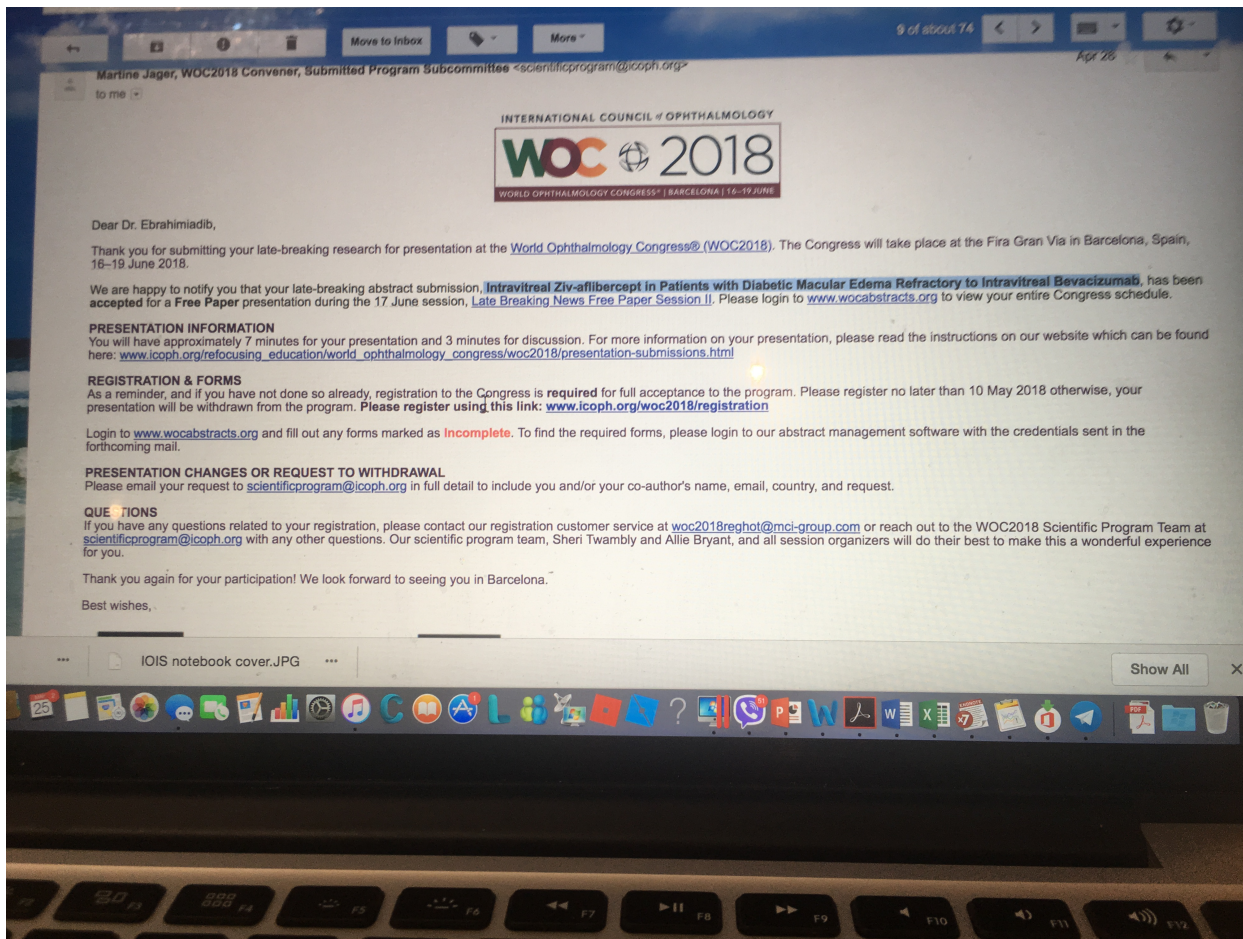 Move to Inbox
More
9 of about 74
Martine Jager, WOC2018 Convener, Submitted Program Subcommittee <scientificprogram@icoph.org>
Apr 26
to me
INTERNATIONAL COUNCIL of OPHTHALMOLOGY
WOC 2018
WORLD OPHTHALMOLOGY CONGRESS® | BARCELONA | 16–19 JUNE
Dear Dr. Ebrahimiadib,
Thank you for submitting your late-breaking research for presentation at the World Ophthalmology Congress® (WOC2018). The Congress will take place at the Fira Gran Via in Barcelona, Spain,
16–19 June 2018.
We are happy to notify you that your late-breaking abstract submission, Intravitreal Ziv-aflibercept in Patients with Diabetic Macular Edema Refractory to Intravitreal Bevacizumab, has been
accepted for a Free Paper presentation during the 17 June session, Late Breaking News Free Paper Session II. Please login to www.wocabstracts.org to view your entire Congress schedule.
PRESENTATION INFORMATION
You will have approximately 7 minutes for your presentation and 3 minutes for discussion. For more information on your presentation, please read the instructions on our website which can be found
here: www.icoph.org/refocusing_education/world_ophthalmology_congress/woc2018/presentation-submissions.html
REGISTRATION & FORMS
As a reminder, and if you have not done so already, registration to the Congress is required for full acceptance to the program. Please register no later than 10 May 2018 otherwise, your
presentation will be withdrawn from the program. Please register using this link: www.icoph.org/woc2018/registration
Login to www.wocabstracts.org and fill out any forms marked as Incomplete. To find the required forms, please login to our abstract management software with the credentials sent in the
forthcoming mail.
PRESENTATION CHANGES OR REQUEST TO WITHDRAWAL
Please email your request to scientificprogram@icoph.org in full detail to include you and/or your co-author's name, email, country, and request.
QUESTIONS
If you have any questions related to your registration, please contact our registration customer service at woc2018reghot@mci-group.com or reach out to the WOC2018 Scientific Program Team at
scientificprogram@icoph.org with any other questions. Our scientific program team, Sheri Twambly and Allie Bryant, and all session organizers will do their best to make this a wonderful experience
for you.
Thank you again for your participation! We look forward to seeing you in Barcelona.
Best wishes,
IOIS notebook cover.JPG
Show All
25
1
51
P
W
W
X
PDF
F2 F3 F4 F5 F6 F7 F8 F9 F10 F11 F12